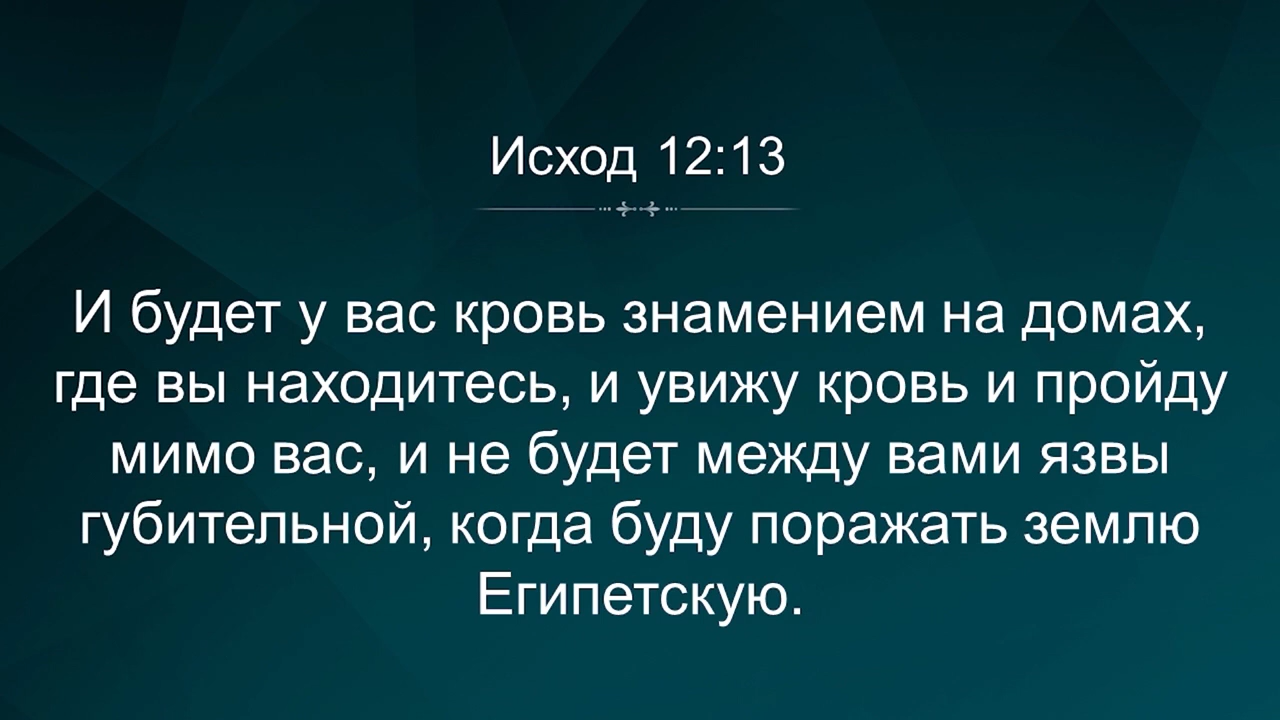 Исход 12:13
И будет у вас кровь знамением на домах,
где вы находитесь, и увижу кровь и пройду
мимо вас, и не будет между вами язвы
губительной, когда буду поражать землю
Египетскую.